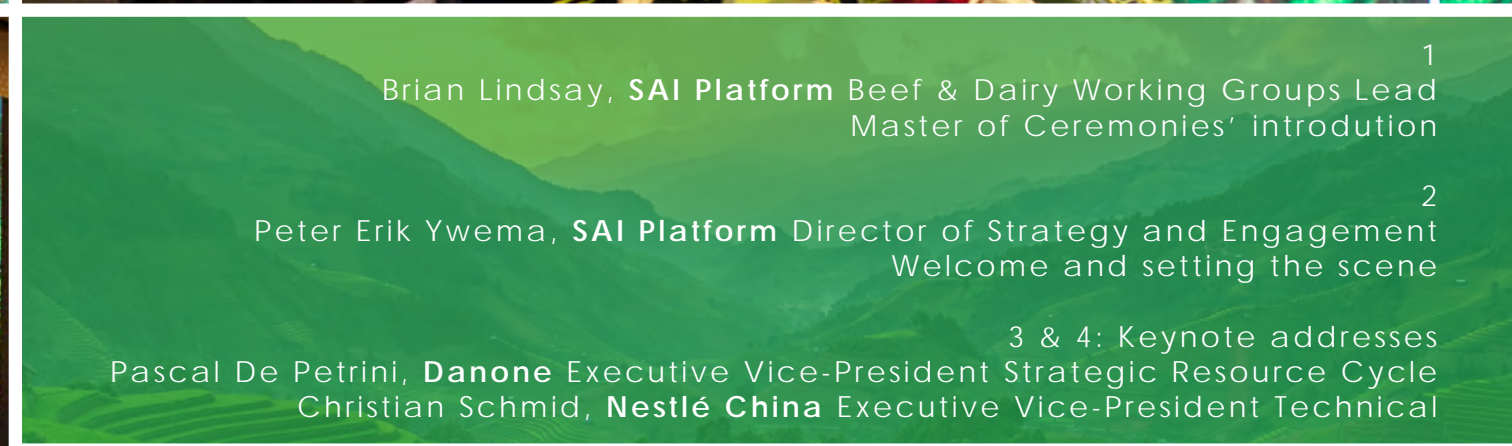 1
Brian Lindsay, SAI Platform Beef & Dairy Working Groups Lead
Master of Ceremonies’ introdution
2
Peter Erik Ywema, SAI Platform Director of Strategy and Engagement
Welcome and setting the scene
3 & 4: Keynote addresses
Pascal De Petrini, Danone Executive Vice-President Strategic Resource Cycle
Christian Schmid, Nestlé China Executive Vice-President Technical